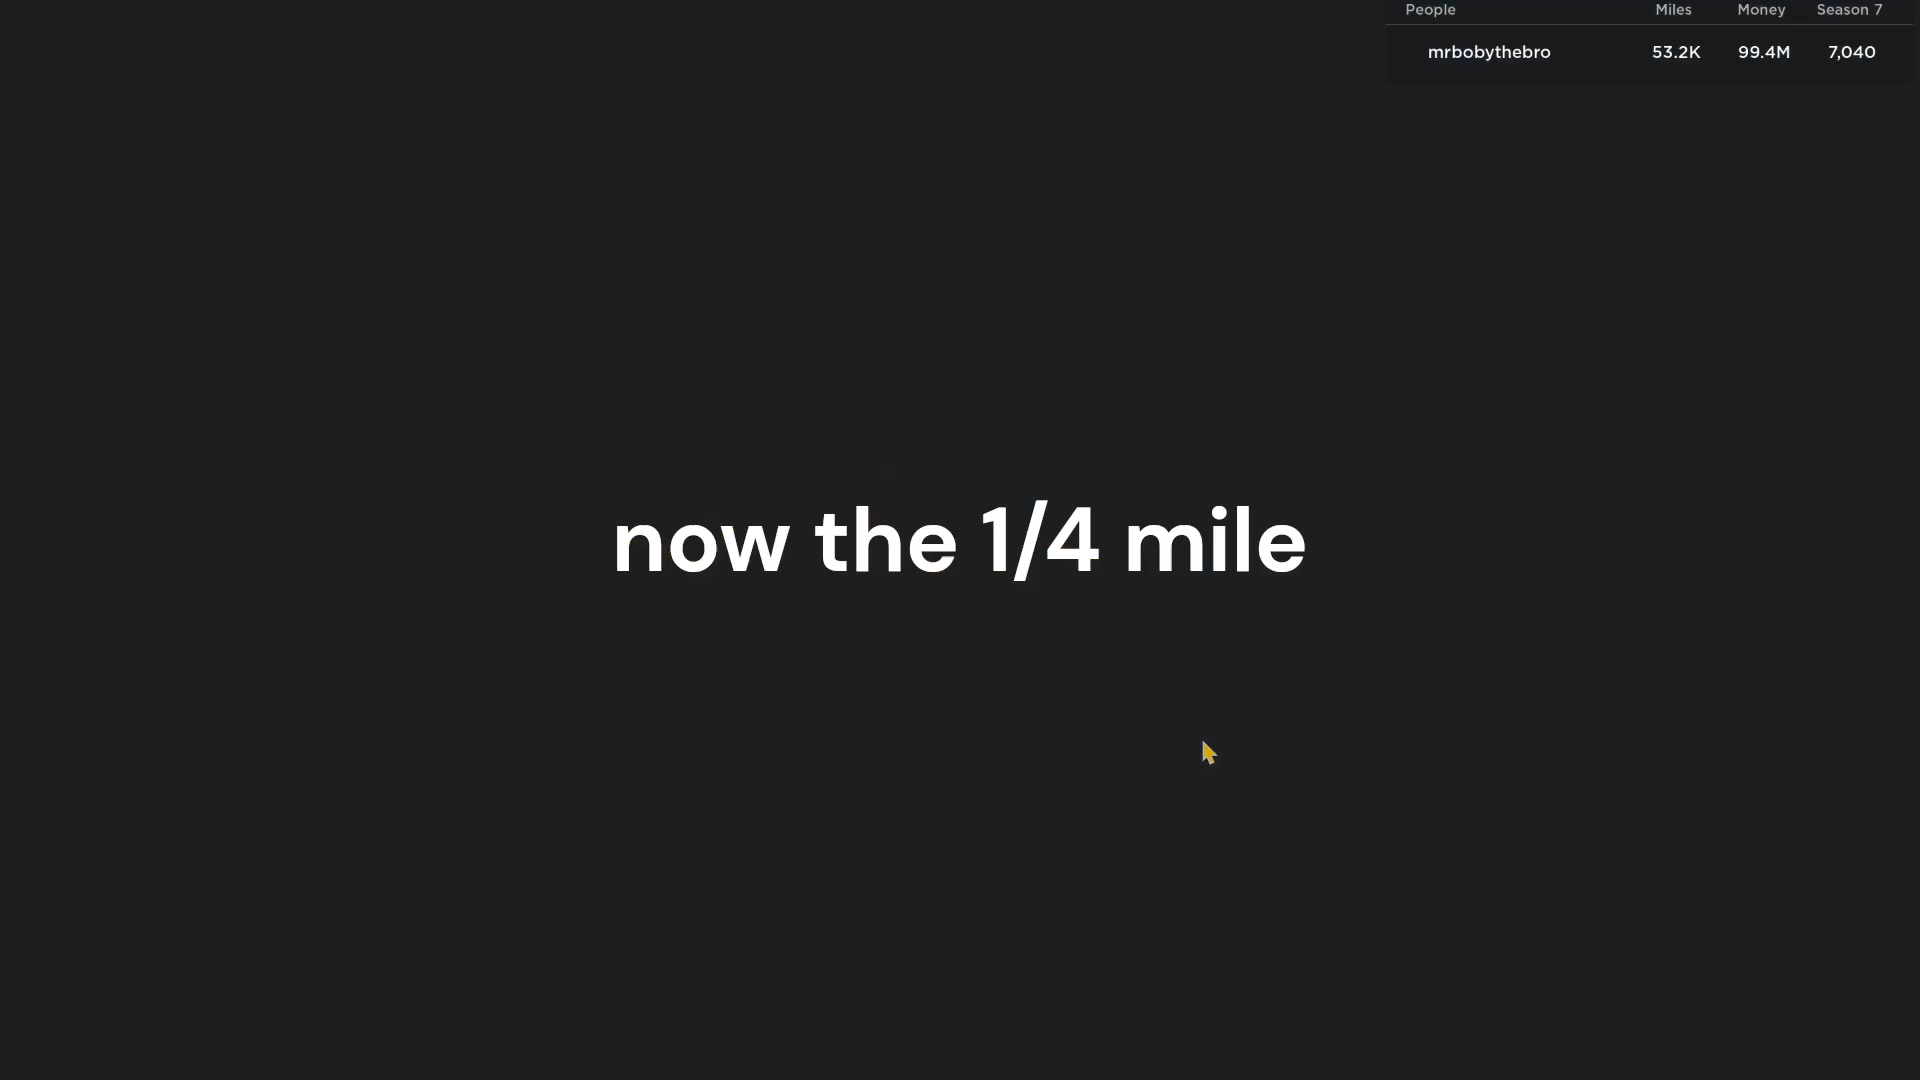 People Miles Money Season 7
mrbobythebro 53.2K 99.4M 7,040
now the 1/4 mile